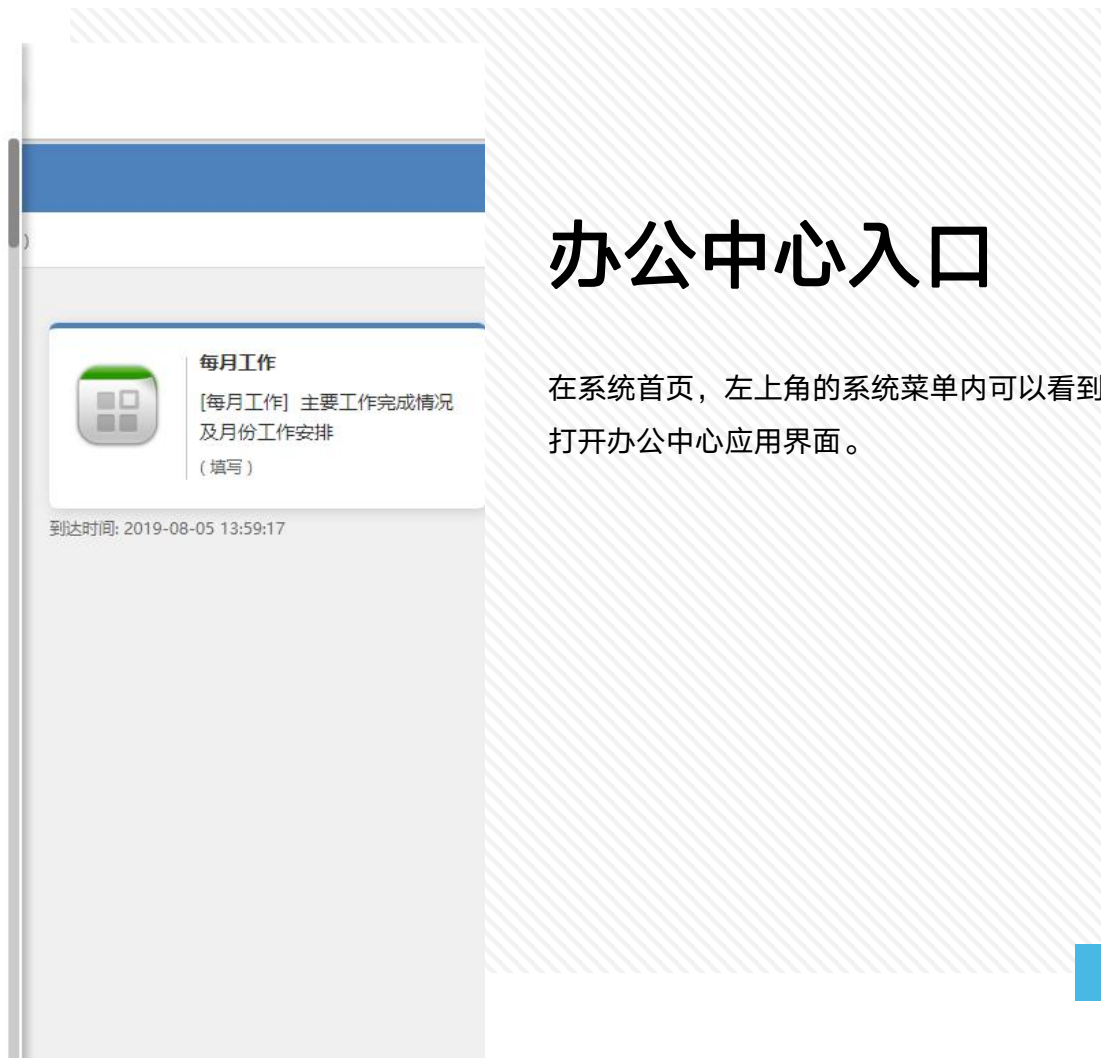 )
每月工作
[每月工作] 主要工作完成情况
及月份工作安排
(填写)
到达时间: 2019-08-05 13:59:17
办公中心入口
在系统首页，左上角的系统菜单内可以看到
打开办公中心应用界面。